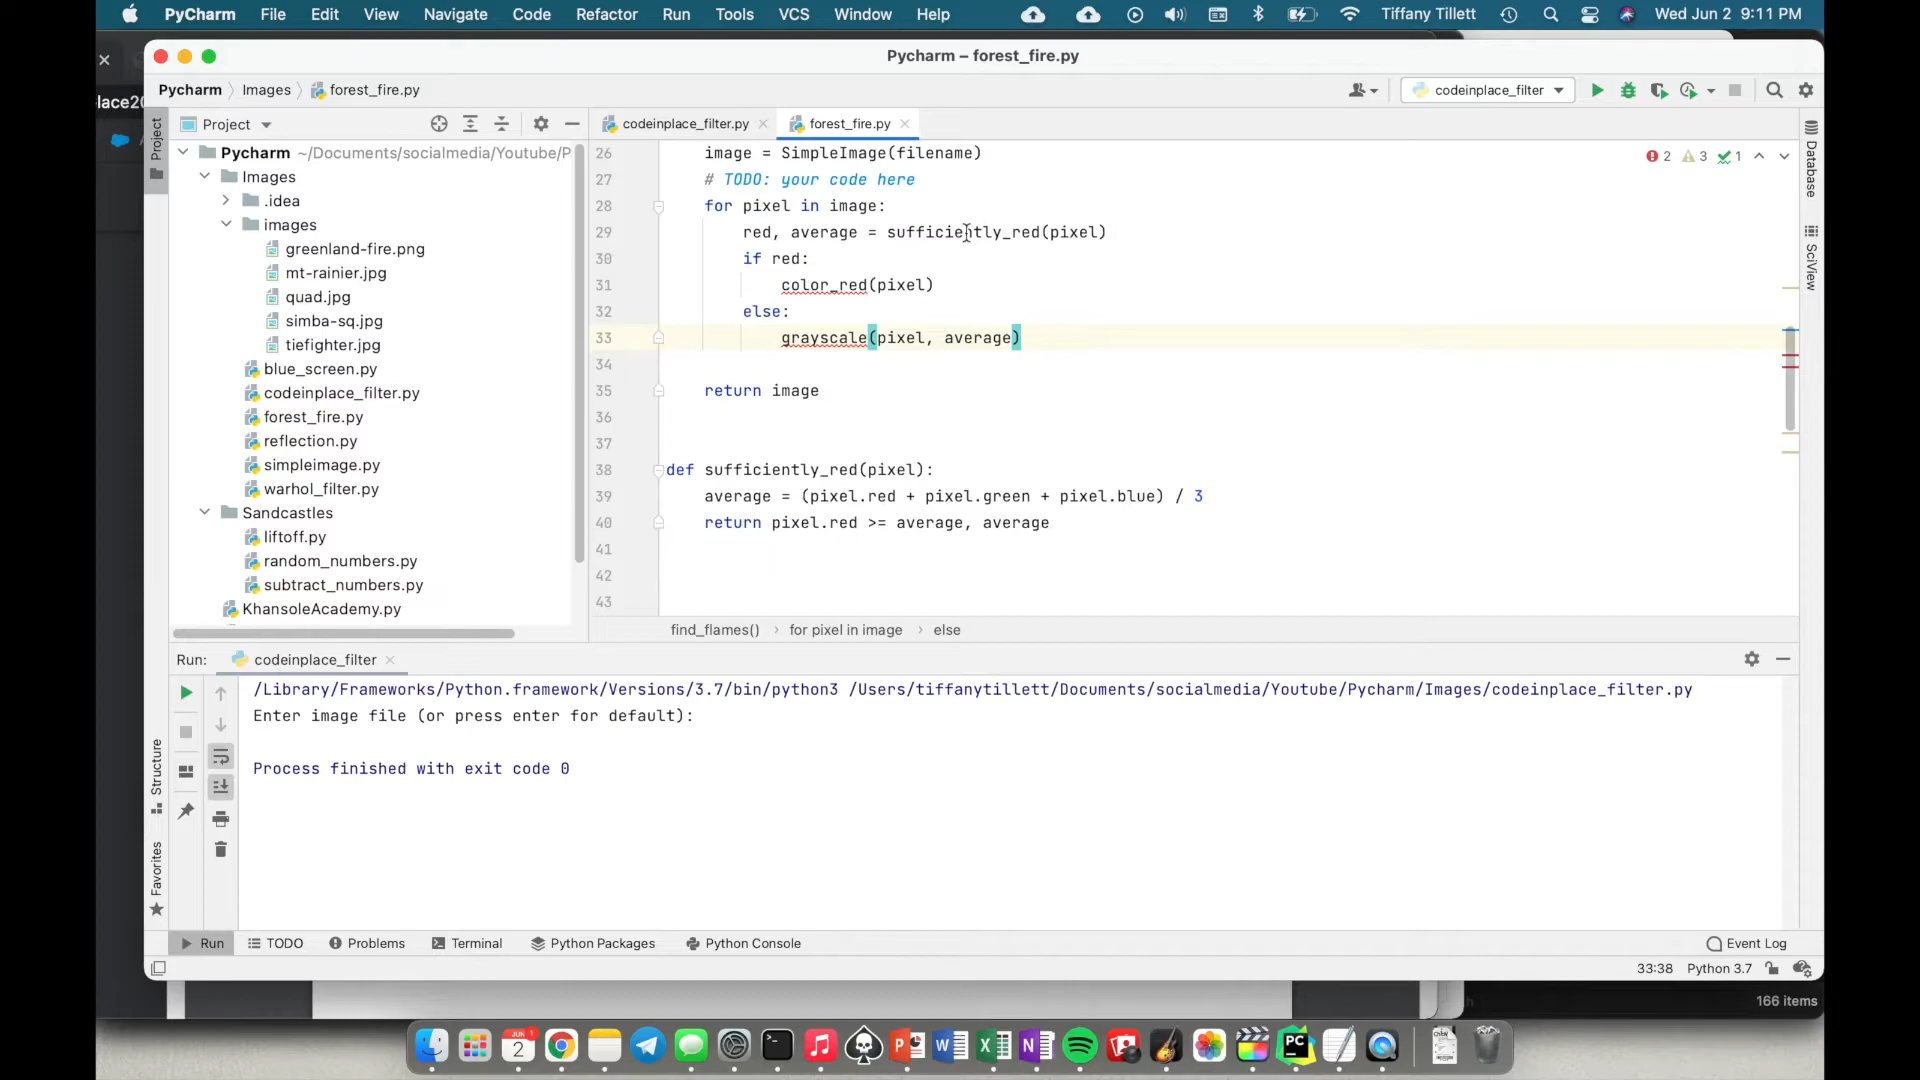 PyCharm File Edit View Navigate Code Refactor Run Tools VCS Window Help Tiffany Tillett Wed Jun 2 9:11 PM
Pycharm – forest_fire.py
Pycharm Images forest_fire.py codeinplace_filter
lace20
Project
Project codeinplace_filter.py forest_fire.py
Pycharm ~/Documents/socialmedia/Youtube/P
Images
.idea
images
greenland-fire.png
mt-rainier.jpg
quad.jpg
simba-sq.jpg
tiefighter.jpg
blue_screen.py
codeinplace_filter.py
forest_fire.py
reflection.py
simpleimage.py
warhol_filter.py
Sandcastles
liftoff.py
random_numbers.py
subtract_numbers.py
KhansoleAcademy.py
26 image = SimpleImage(filename)
27 # TODO: your code here
28 for pixel in image:
29 red, average = sufficiently_red(pixel)
30 if red:
31 color_red(pixel)
32 else:
33 grayscale(pixel, average)
34
35 return image
36
37
38 def sufficiently_red(pixel):
39 average = (pixel.red + pixel.green + pixel.blue) / 3
40 return pixel.red >= average, average
41
42
43
2 3 1
Database
SciView
find_flames() for pixel in image else
Run: codeinplace_filter
/Library/Frameworks/Python.framework/Versions/3.7/bin/python3 /Users/tiffanytillett/Documents/socialmedia/Youtube/Pycharm/Images/codeinplace_filter.py
Enter image file (or press enter for default):
Process finished with exit code 0
Structure
Favorites
Run TODO Problems Terminal Python Packages Python Console Event Log
33:38 Python 3.7
166 items
JUN 1
2
PC